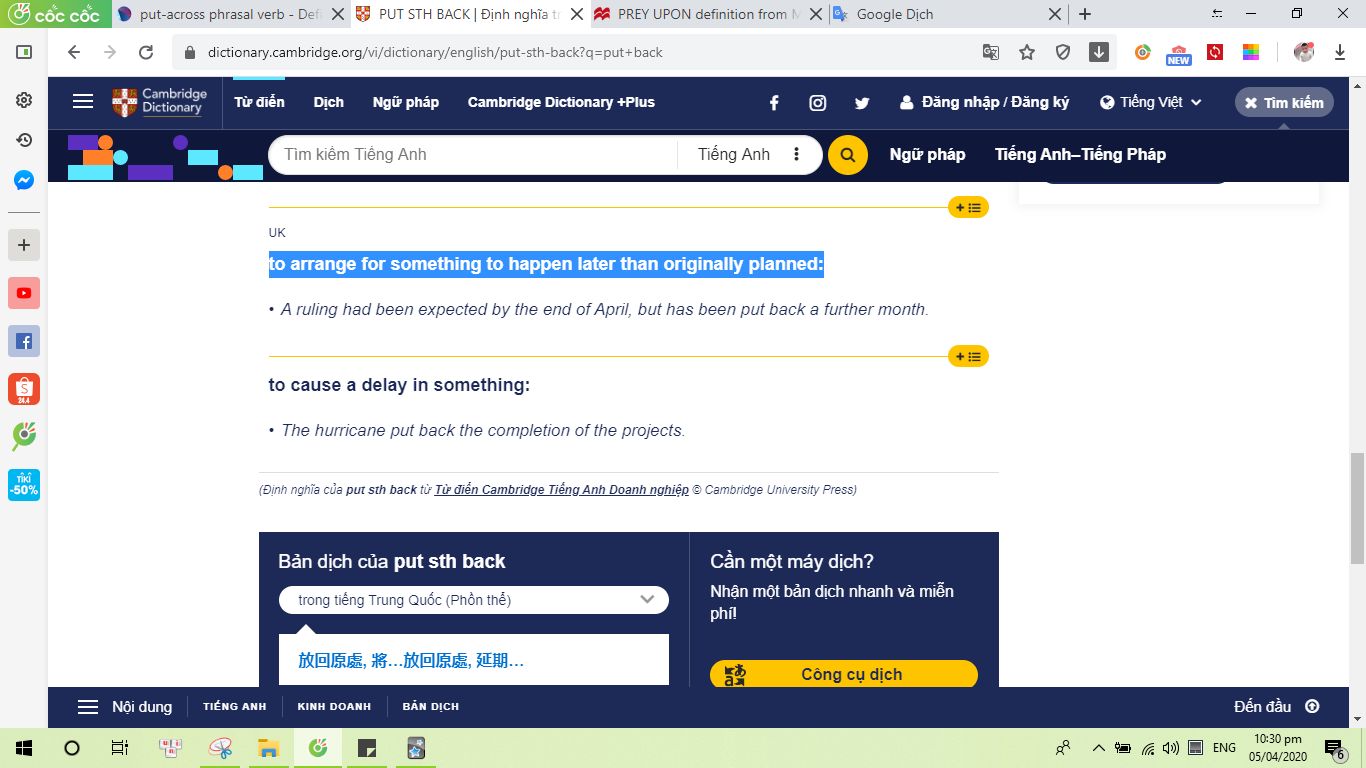 cốc cốc
put-across phrasal verb - Defi
PUT STH BACK | Định nghĩa tr
PREY UPON definition from M
Google Dịch
dictionary.cambridge.org/vi/dictionary/english/put-sth-back?q=put+back
NEW
Cambridge Dictionary
Từ điển
Dịch
Ngữ pháp
Cambridge Dictionary +Plus
Đăng nhập / Đăng ký
Tiếng Việt
Tìm kiếm
Tìm kiếm Tiếng Anh
Tiếng Anh
Ngữ pháp
Tiếng Anh–Tiếng Pháp
UK
to arrange for something to happen later than originally planned:
• A ruling had been expected by the end of April, but has been put back a further month.
to cause a delay in something:
• The hurricane put back the completion of the projects.
(Định nghĩa của put sth back từ Từ điển Cambridge Tiếng Anh Doanh nghiệp © Cambridge University Press)
24.4
TIKI
-50%
Bản dịch của put sth back
trong tiếng Trung Quốc (Phồn thể)
放回原處, 將…放回原處, 延期…
Cần một máy dịch?
Nhận một bản dịch nhanh và miễn
phí!
Công cụ dịch
Nội dung
TIẾNG ANH
KINH DOANH
BẢN DỊCH
Đến đầu
ENG
10:30 pm
05/04/2020
6